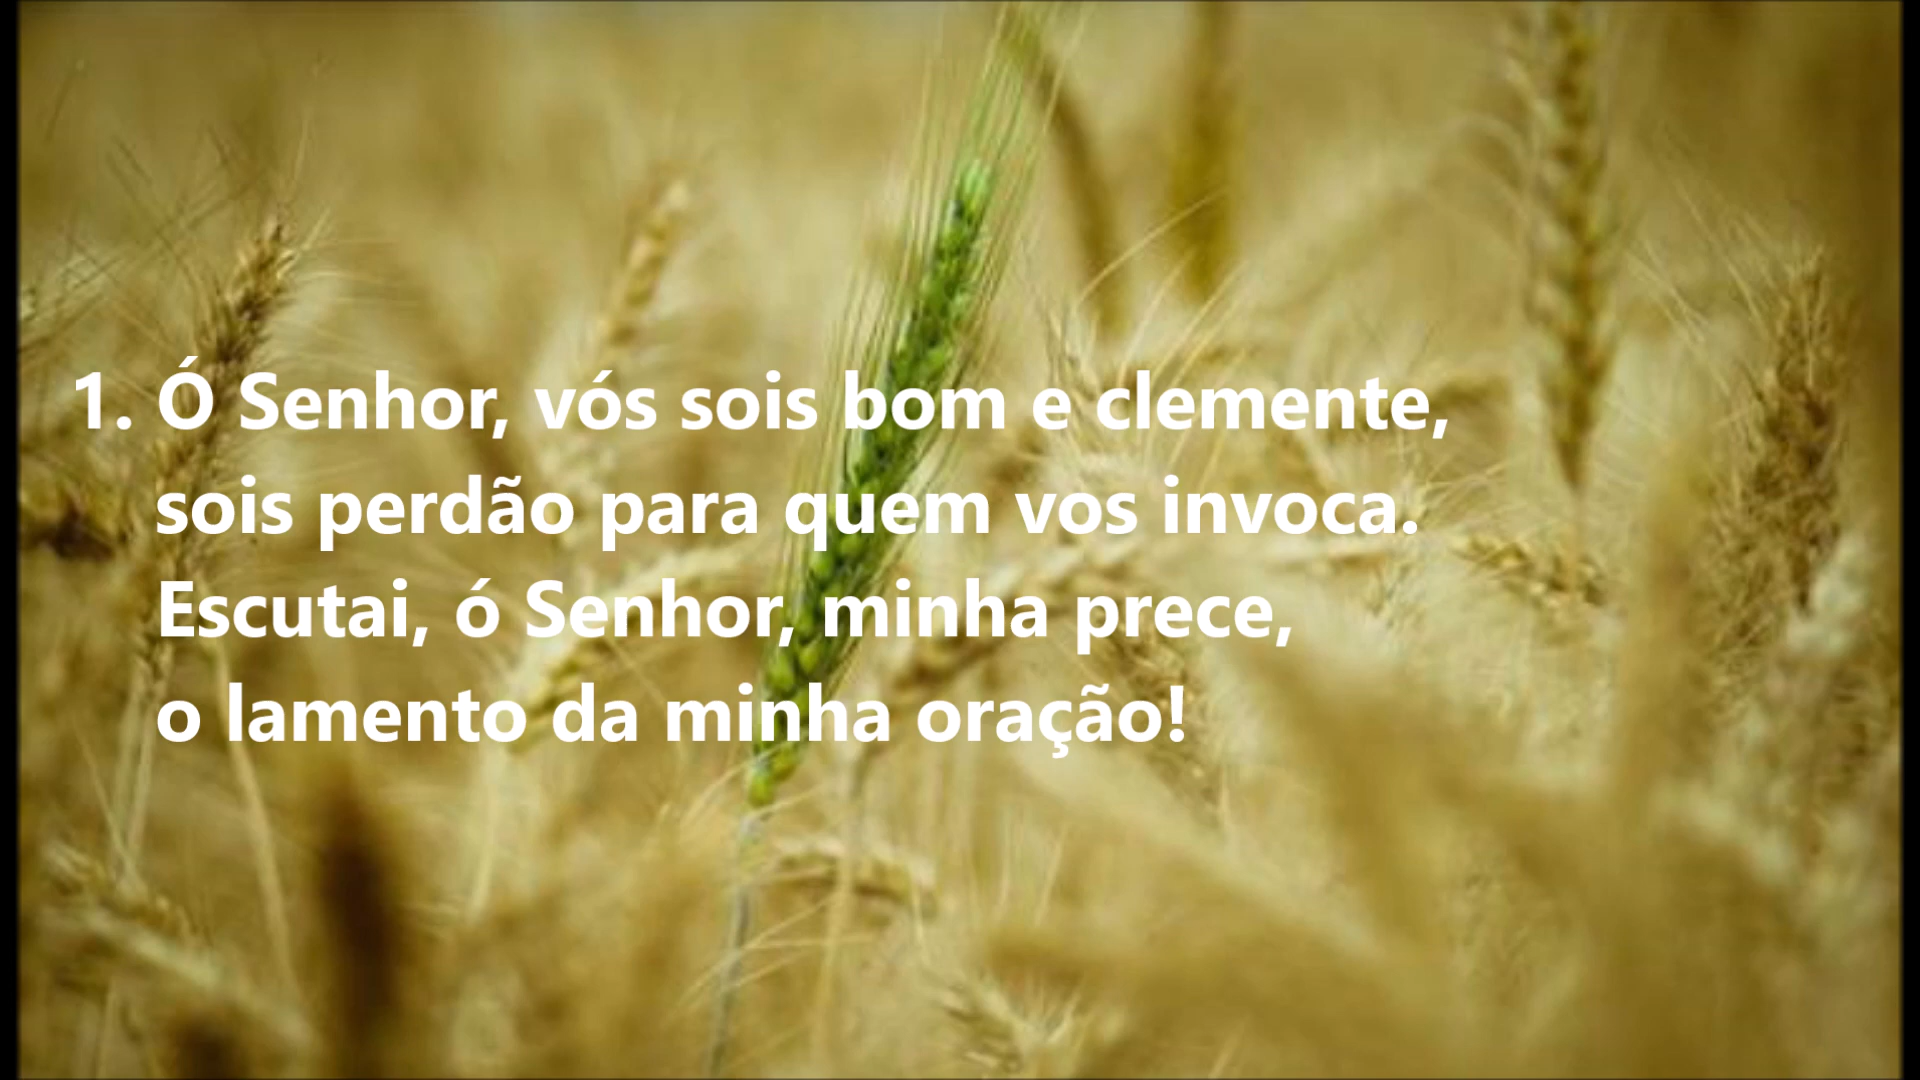 1. Ó Senhor, vós sois bom e clemente,
sois perdão para quem vos invoca.
Escutai, ó Senhor, minha prece,
o lamento da minha oração!